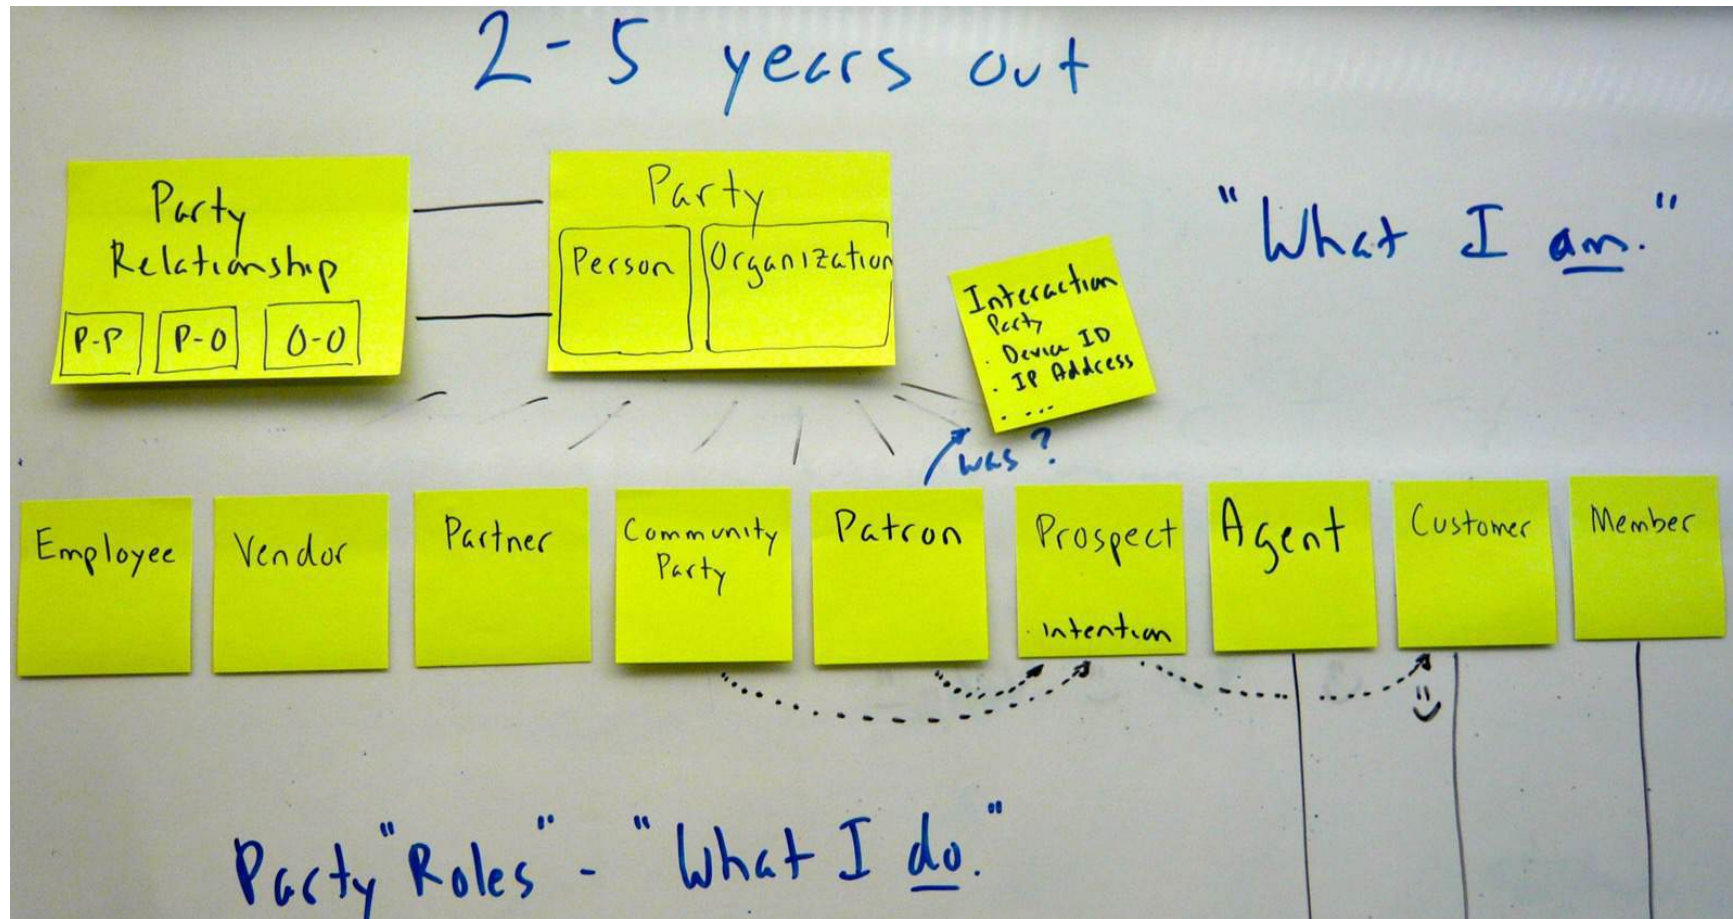 2-5 years out
Party
Relationship
P-P P-O O-O
Party
Person Organization
Interaction
Party
. Device ID
. IP Address
. ...
"What I am."
was?
Employee
Vendor
Partner
Community
Party
Patron
Prospect
. intention
Agent
Customer
Member
Party "Roles" - "What I do."